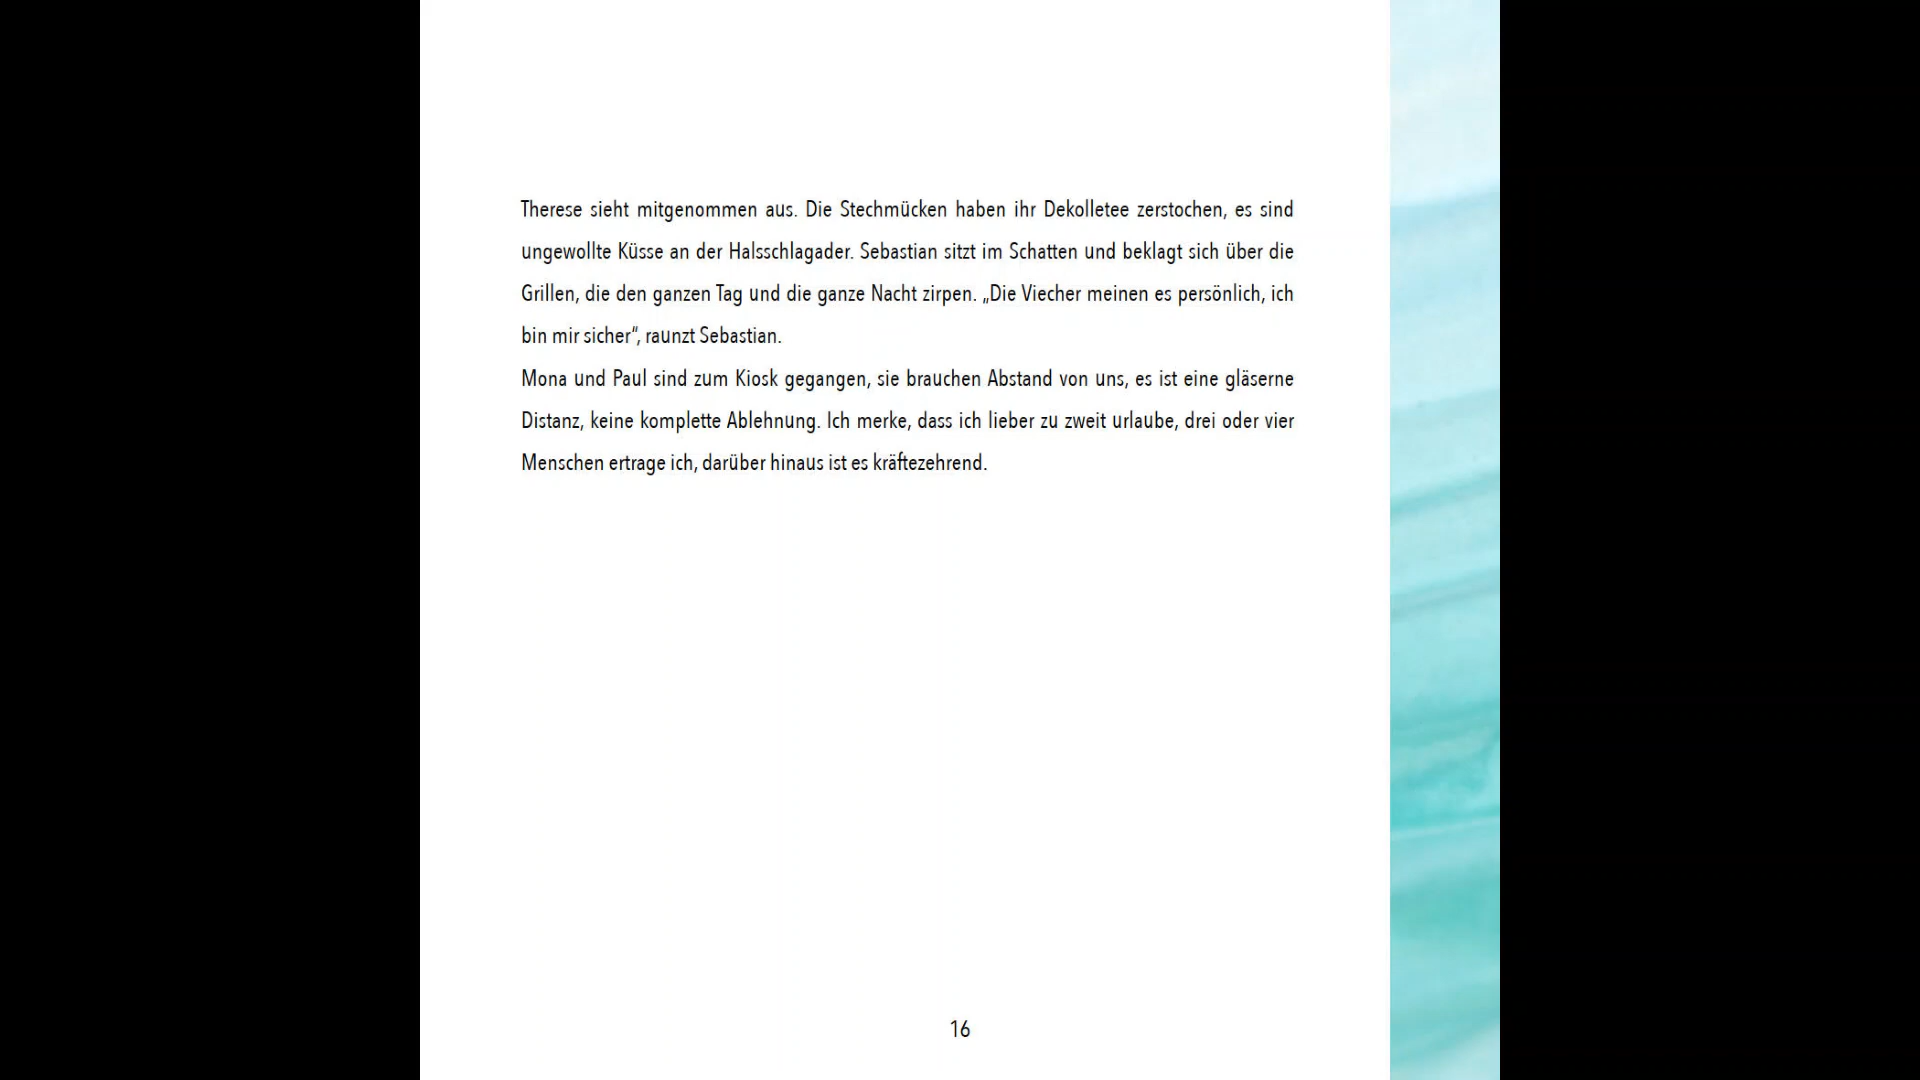 Therese sieht mitgenommen aus. Die Stechmücken haben ihr Dekolletee zerstochen, es sind
ungewollte Küsse an der Halsschlagader. Sebastian sitzt im Schatten und beklagt sich über die
Grillen, die den ganzen Tag und die ganze Nacht zirpen. „Die Viecher meinen es persönlich, ich
bin mir sicher“, raunzt Sebastian.
Mona und Paul sind zum Kiosk gegangen, sie brauchen Abstand von uns, es ist eine gläserne
Distanz, keine komplette Ablehnung. Ich merke, dass ich lieber zu zweit urlaube, drei oder vier
Menschen ertrage ich, darüber hinaus ist es kräftezehrend.
16